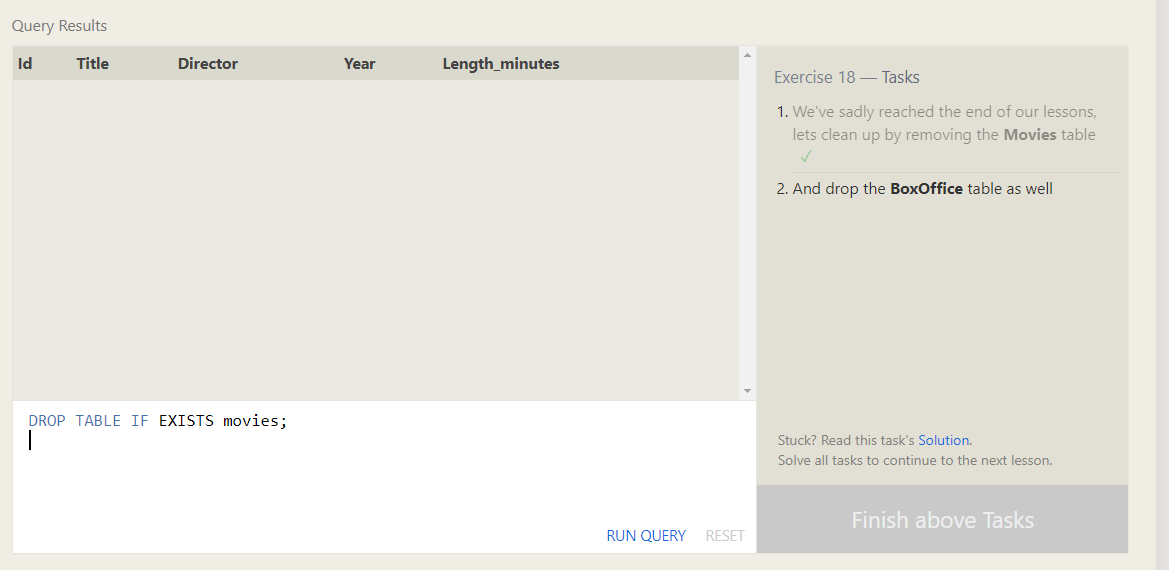 Query Results
Id Title Director Year Length_minutes
DROP TABLE IF EXISTS movies;
RUN QUERY RESET
Exercise 18 — Tasks
1. We've sadly reached the end of our lessons,
lets clean up by removing the Movies table
✓
2. And drop the BoxOffice table as well
Stuck? Read this task's Solution.
Solve all tasks to continue to the next lesson.
Finish above Tasks